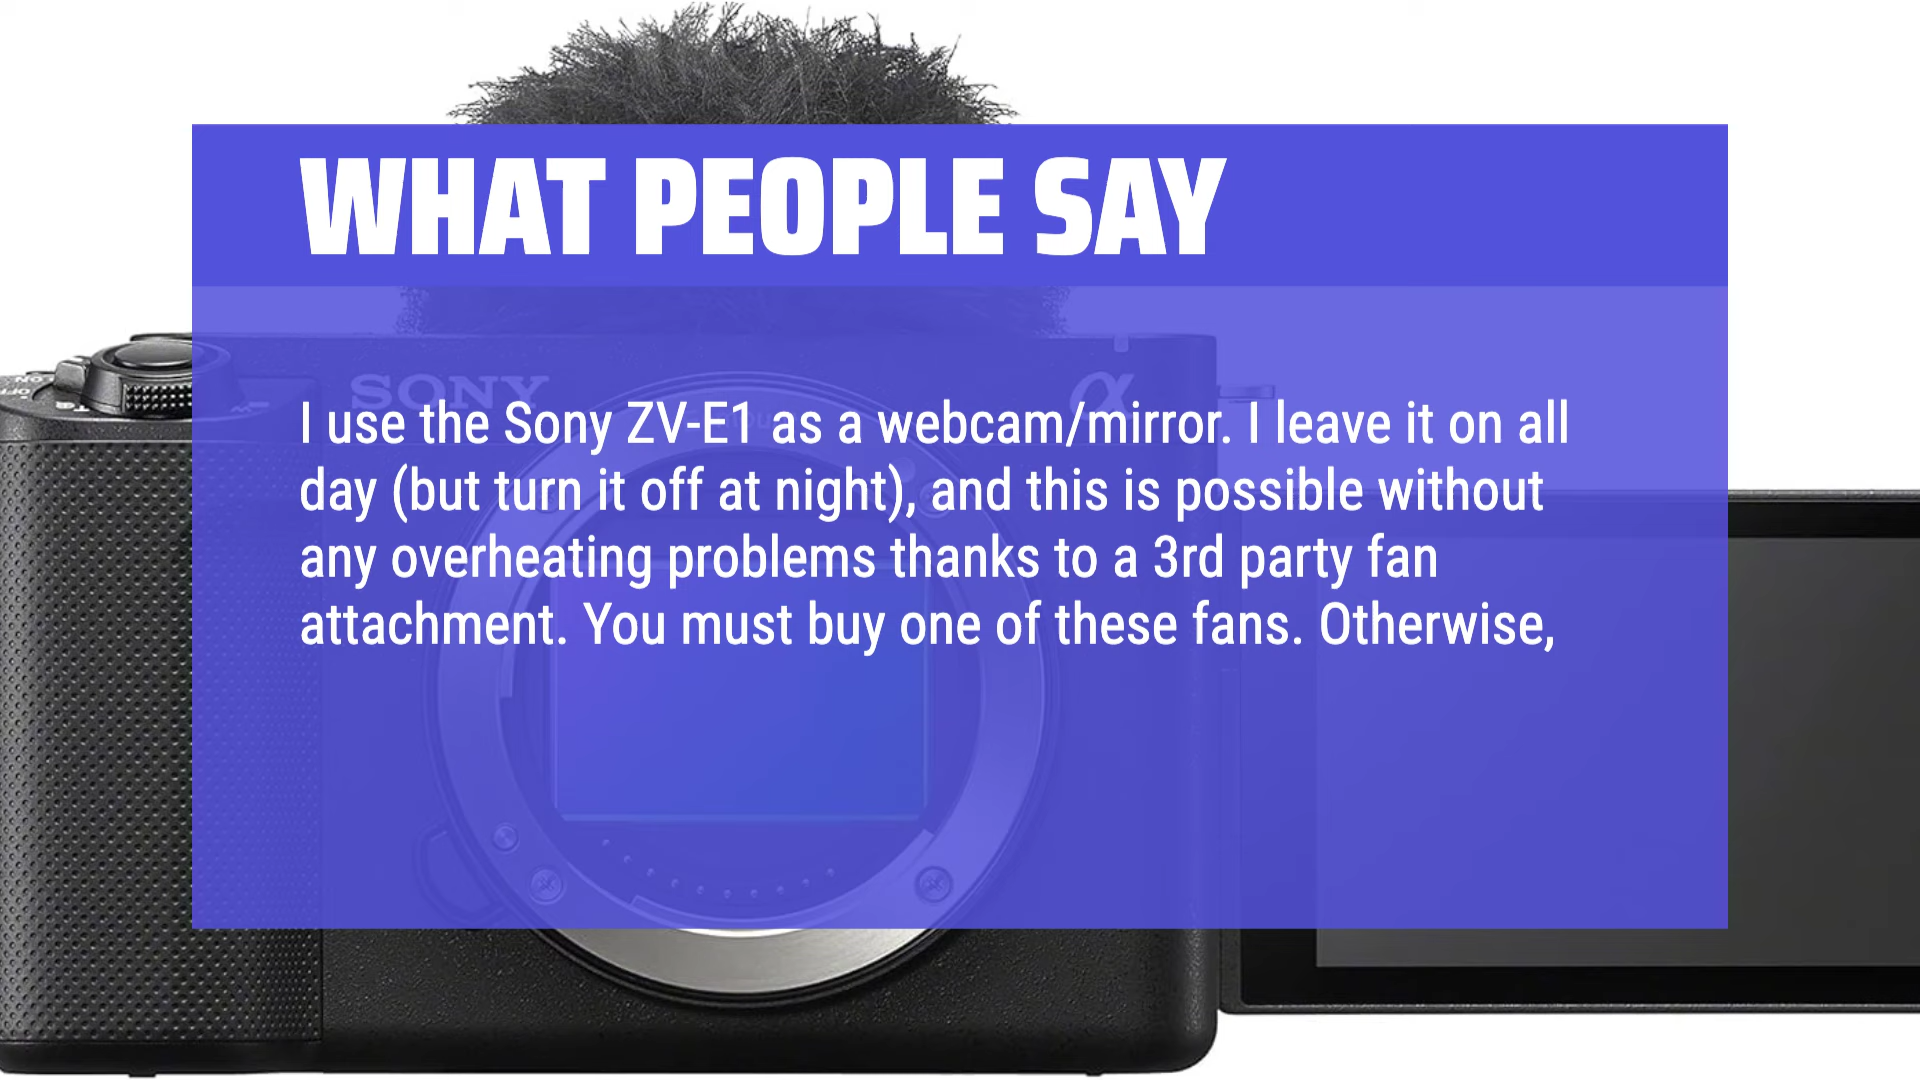 WHAT PEOPLE SAY
SONY
α
I use the Sony ZV-E1 as a webcam/mirror. I leave it on all
day (but turn it off at night), and this is possible without
any overheating problems thanks to a 3rd party fan
attachment. You must buy one of these fans. Otherwise,